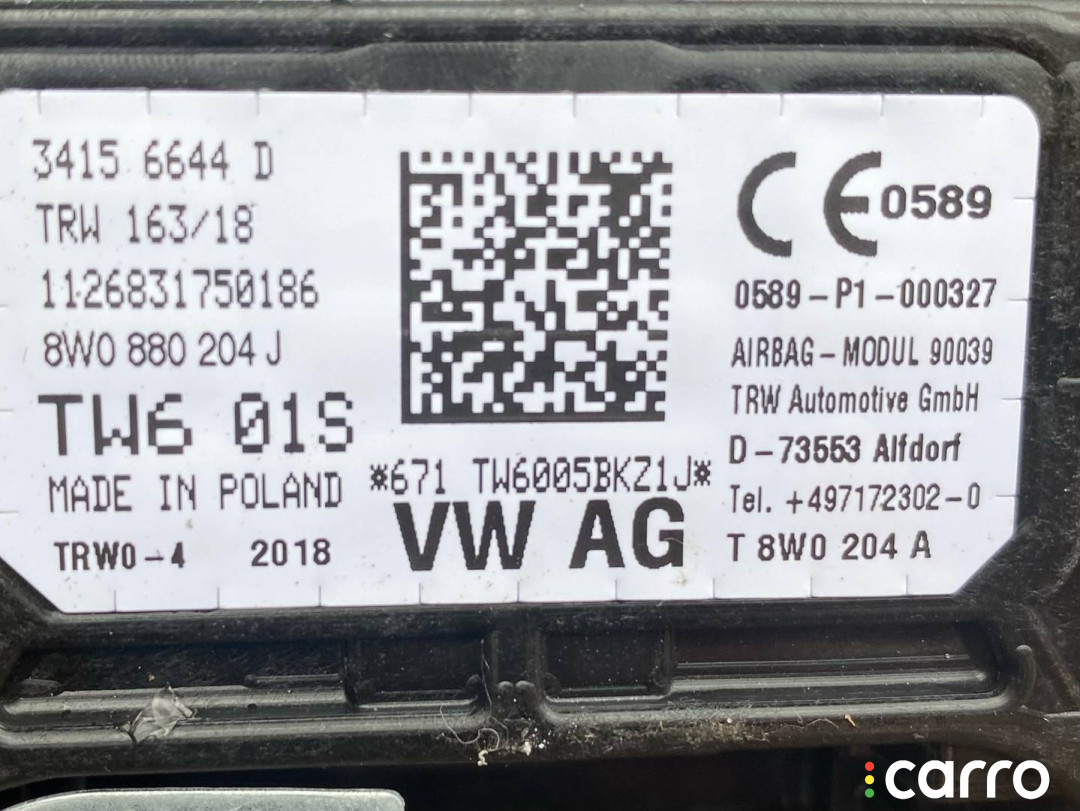 3415 6644 D
TRW 163/18
1126831750186
8W0 880 204 J
TW6 01S
MADE IN POLAND
TRW0-4 2018
*671 TW6005BKZ1J*
VW AG
CE 0589
0589-P1-000327
AIRBAG-MODUL 90039
TRW Automotive GmbH
D-73553 Alfdorf
Tel. +497172302-0
T 8W0 204 A
carro